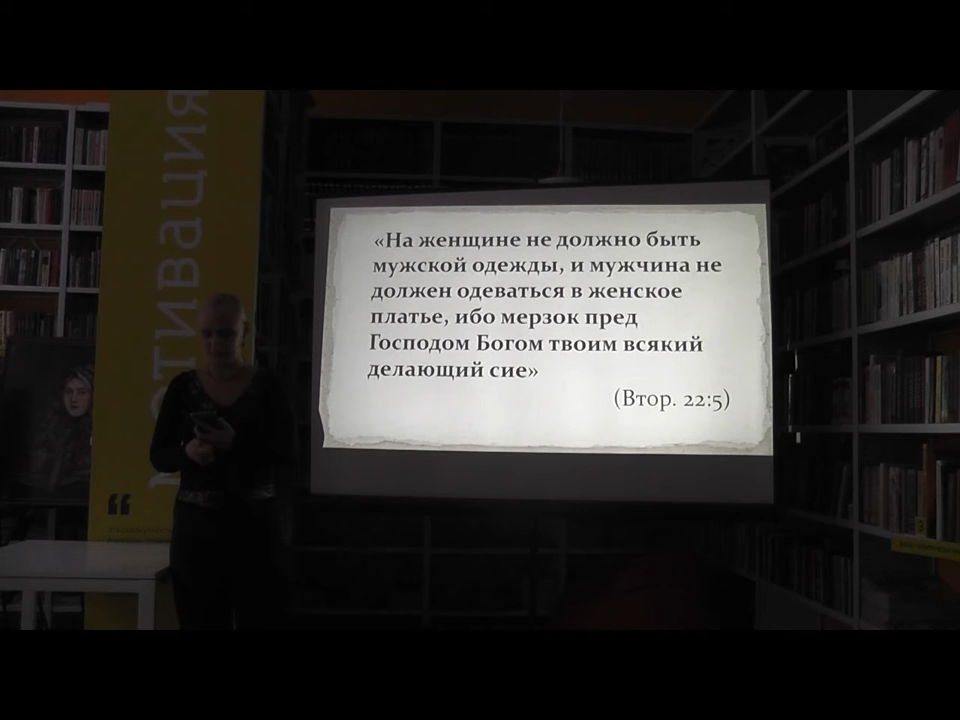 мотивация
«На женщине не должно быть
мужской одежды, и мужчина не
должен одеваться в женское
платье, ибо мерзок пред
Господом Богом твоим всякий
делающий сие»
(Втор. 22:5)